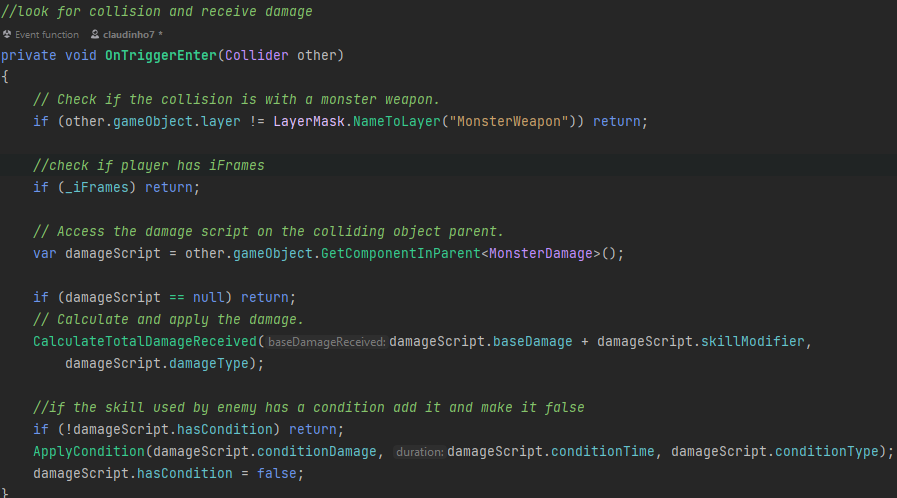 //look for collision and receive damage
Event function claudinho7 *
private void OnTriggerEnter(Collider other)
{
// Check if the collision is with a monster weapon.
if (other.gameObject.layer != LayerMask.NameToLayer("MonsterWeapon")) return;
//check if player has iFrames
if (_iFrames) return;
// Access the damage script on the colliding object parent.
var damageScript = other.gameObject.GetComponentInParent<MonsterDamage>();
if (damageScript == null) return;
// Calculate and apply the damage.
CalculateTotalDamageReceived(baseDamageReceived: damageScript.baseDamage + damageScript.skillModifier,
damageScript.damageType);
//if the skill used by enemy has a condition add it and make it false
if (!damageScript.hasCondition) return;
ApplyCondition(damageScript.conditionDamage, duration: damageScript.conditionTime, damageScript.conditionType);
damageScript.hasCondition = false;
}